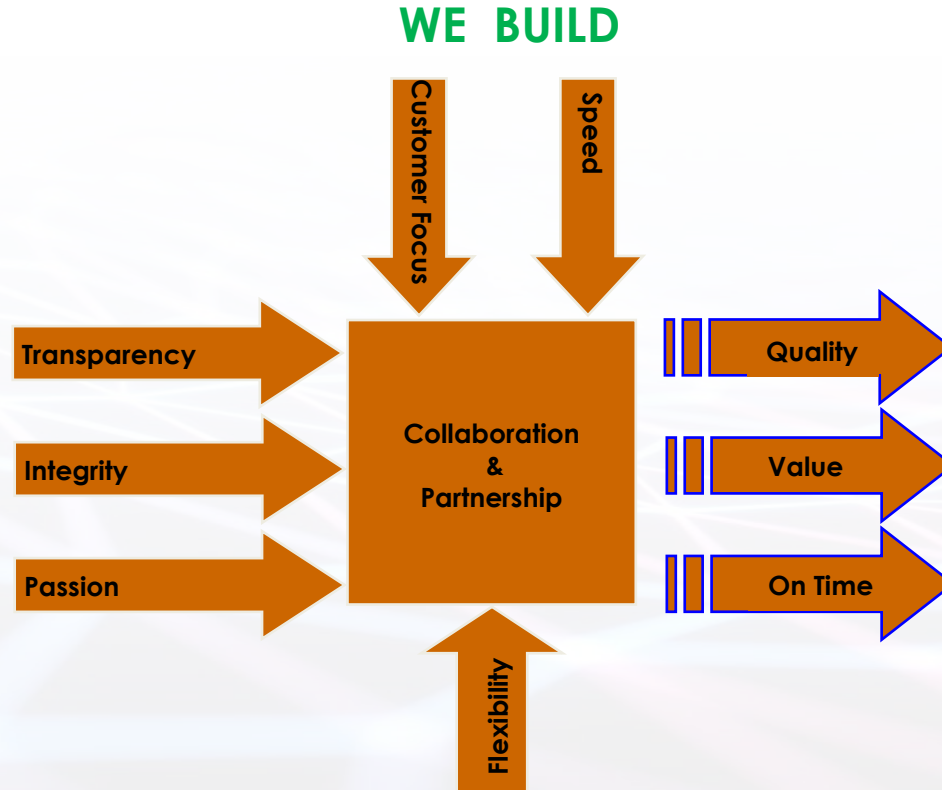 WE BUILD
Customer Focus
Speed
Transparency
Integrity
Passion
Collaboration
&
Partnership
Quality
Value
On Time
Flexibility